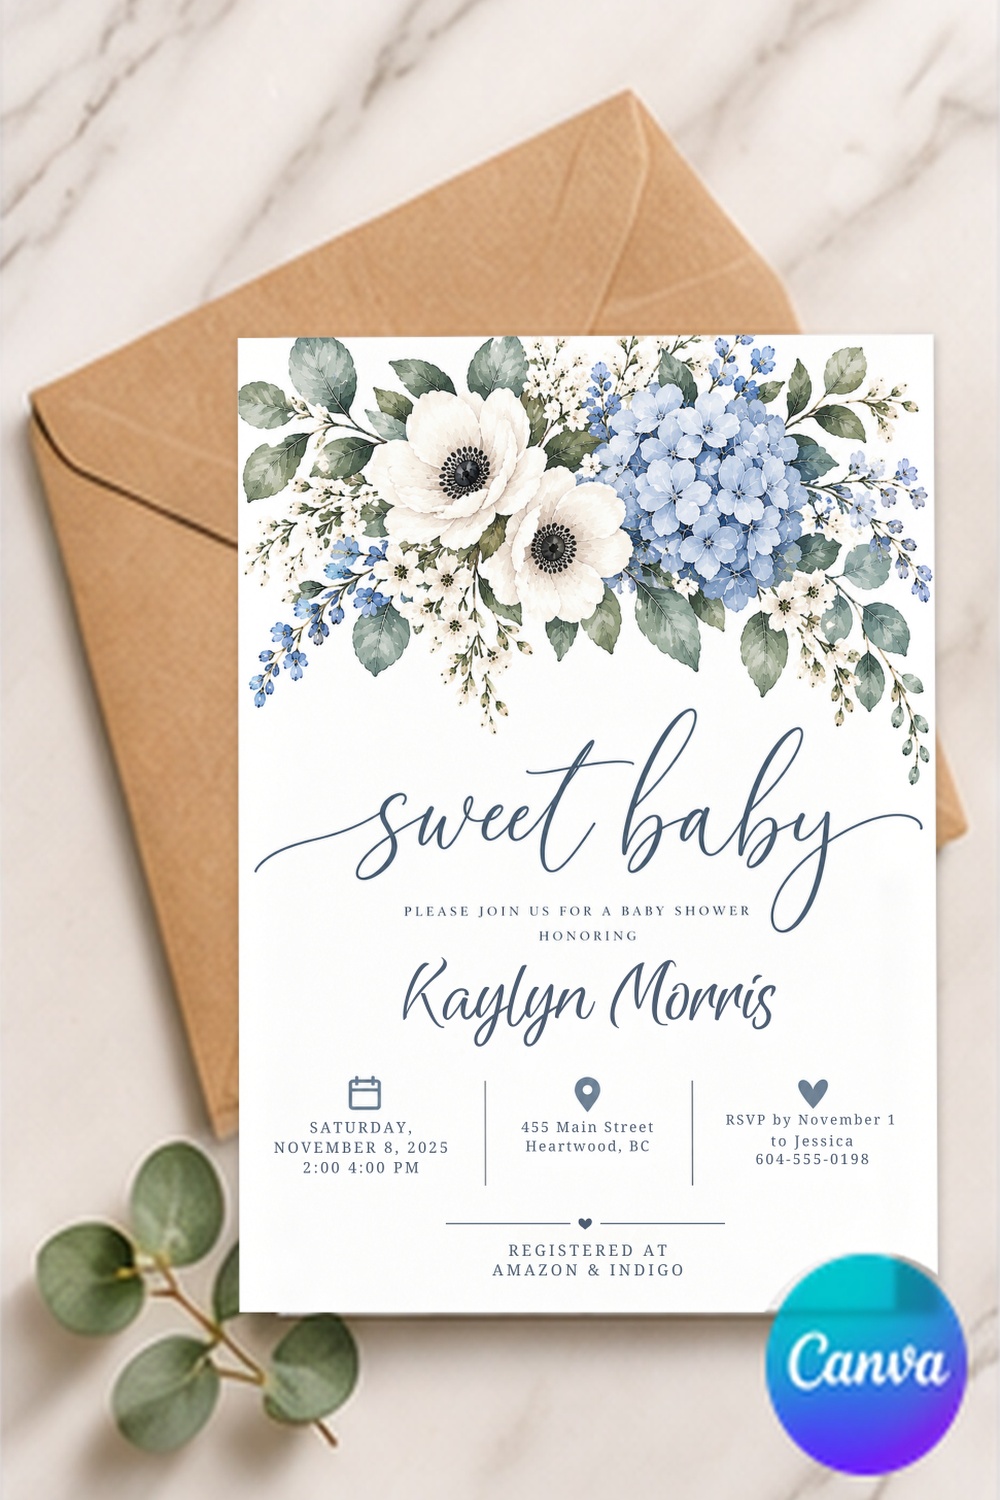 sweet baby
PLEASE JOIN US FOR A BABY SHOWER
HONORING
Kaylyn Morris
SATURDAY,
NOVEMBER 8, 2025
2:00 4:00 PM
455 Main Street
Heartwood, BC
RSVP by November 1
to Jessica
604-555-0198
REGISTERED AT
AMAZON & INDIGO
Canva